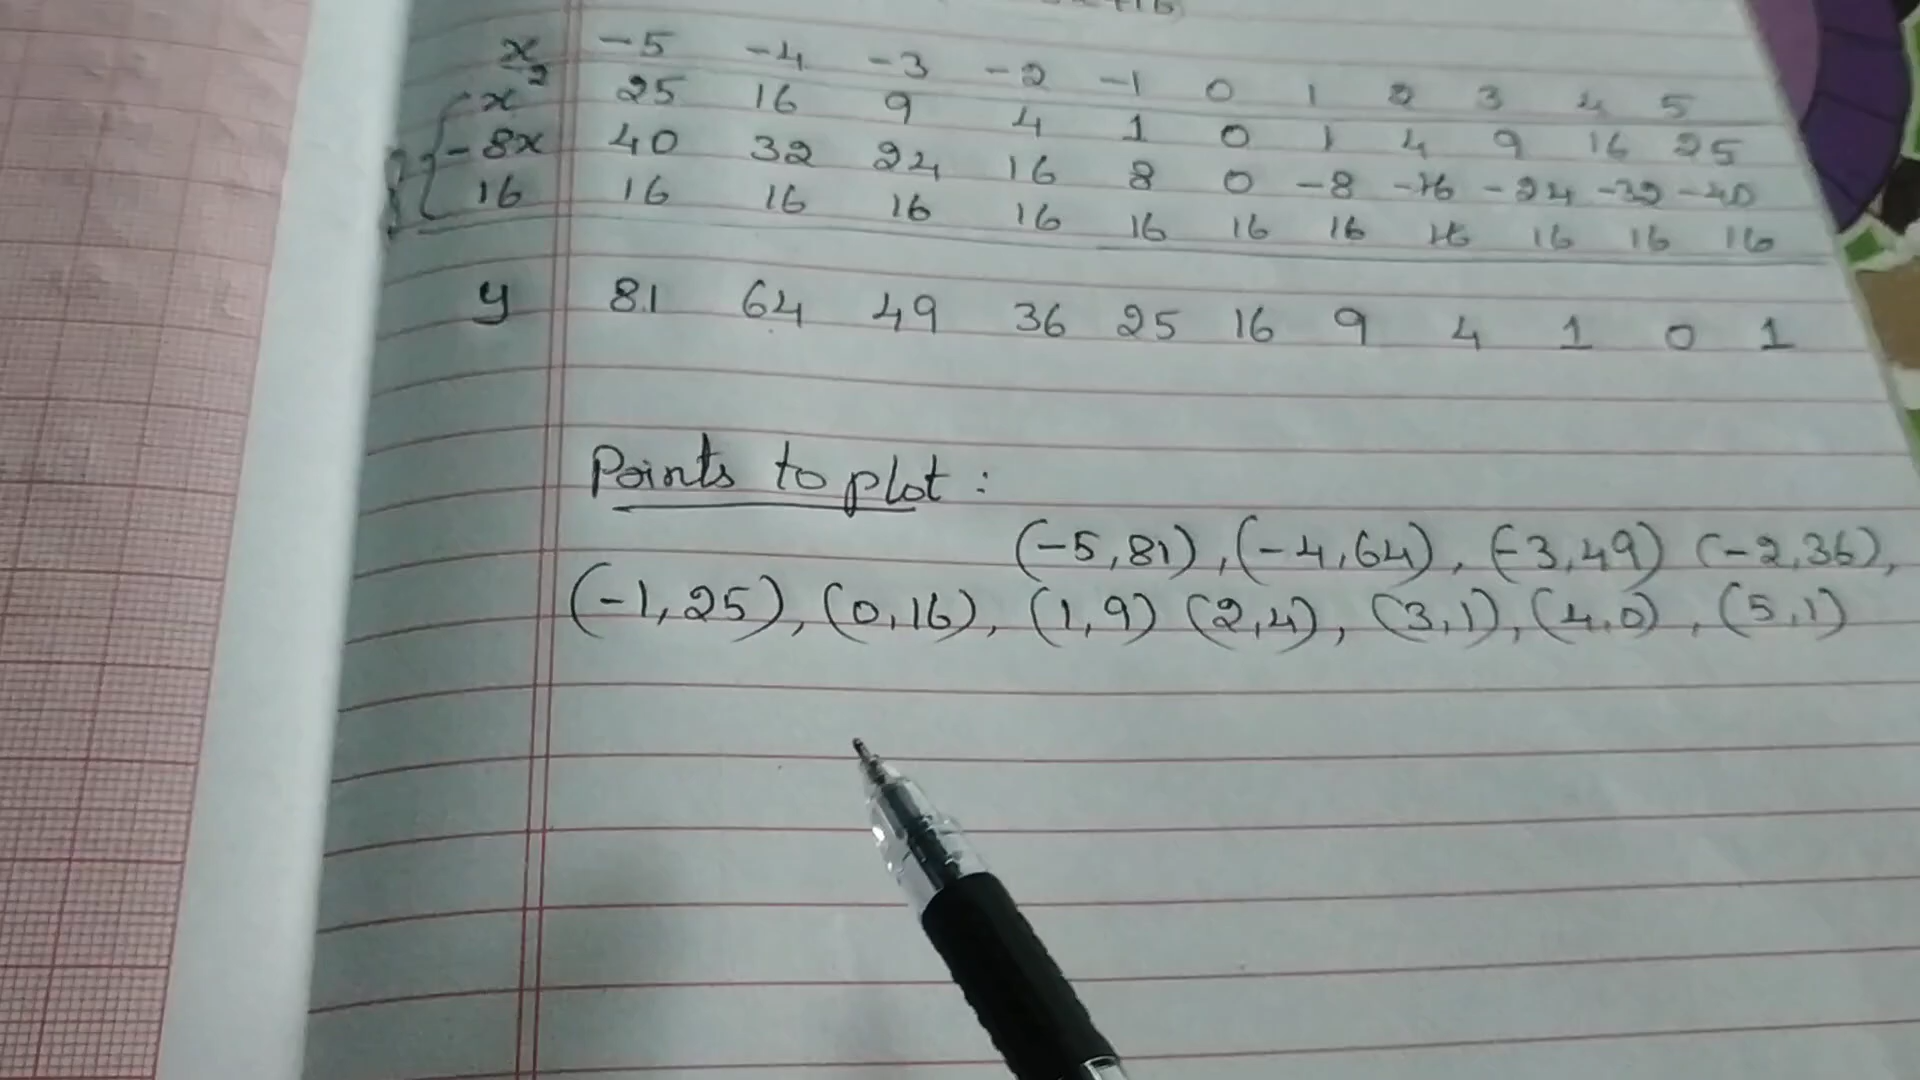 x -5 -4 -3 -2 -1 0 1 2 3 4 5
x² 25 16 9 4 1 0 1 4 9 16 25
-8x 40 32 24 16 8 0 -8 -16 -24 -32 -40
16 16 16 16 16 16 16 16 16 16 16 16
y 81 64 49 36 25 16 9 4 1 0 1
Points to plot :
(-5,81), (-4,64), (-3,49) (-2,36),
(-1,25), (0,16), (1,9) (2,4), (3,1), (4,0), (5,1)